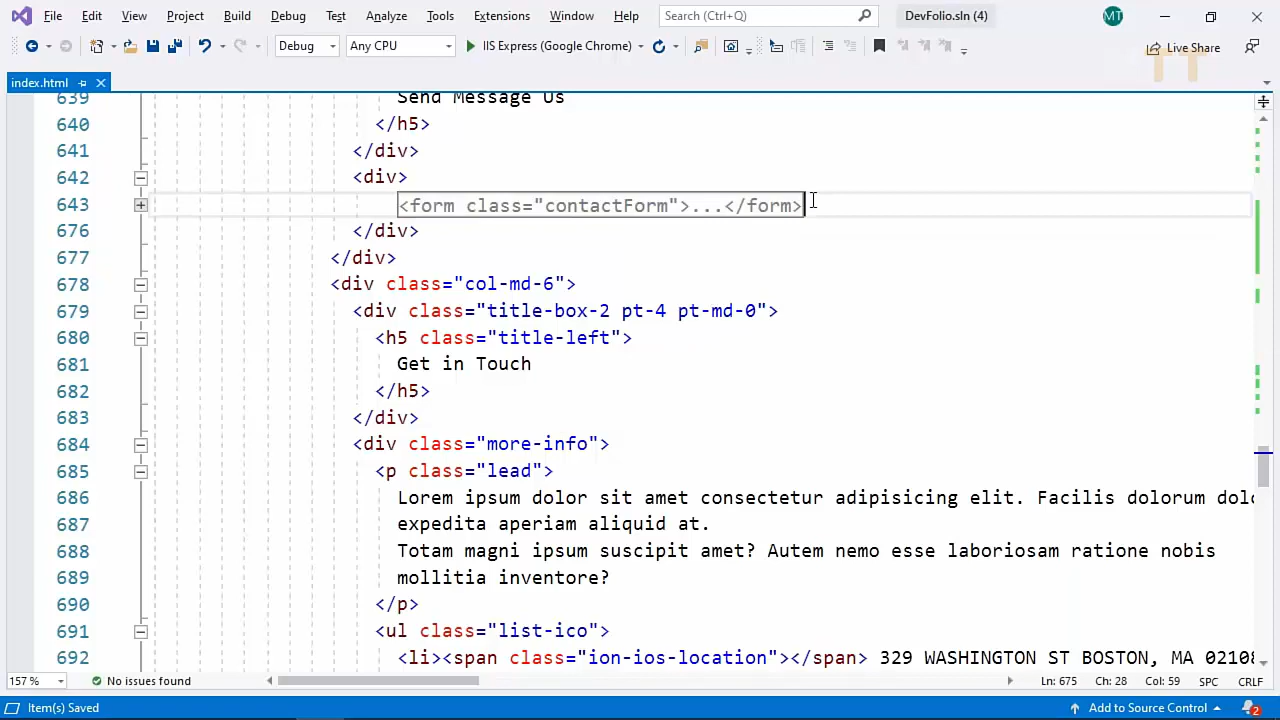 File Edit View Project Build Debug Test Analyze Tools Extensions Window Help Search (Ctrl+Q) DevFolio.sln (4) MT
Debug Any CPU IIS Express (Google Chrome) Live Share
TT
index.html
639 Send Message Us
640 </h5>
641 </div>
642 <div>
643 <form class="contactForm">...</form>
676 </div>
677 </div>
678 <div class="col-md-6">
679 <div class="title-box-2 pt-4 pt-md-0">
680 <h5 class="title-left">
681 Get in Touch
682 </h5>
683 </div>
684 <div class="more-info">
685 <p class="lead">
686 Lorem ipsum dolor sit amet consectetur adipisicing elit. Facilis dolorum dolo
687 expedita aperiam aliquid at.
688 Totam magni ipsum suscipit amet? Autem nemo esse laboriosam ratione nobis
689 mollitia inventore?
690 </p>
691 <ul class="list-ico">
692 <li><span class="ion-ios-location"></span> 329 WASHINGTON ST BOSTON, MA 02108
157 % No issues found Ln: 675 Ch: 28 Col: 59 SPC CRLF
Item(s) Saved Add to Source Control 2